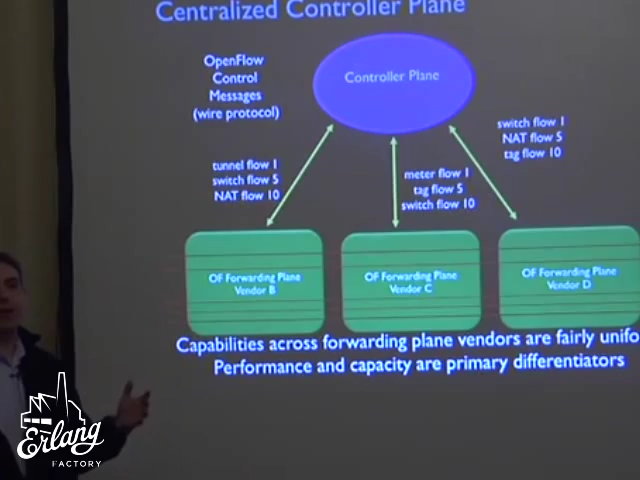 Centralized Controller Plane
OpenFlow
Control
Messages
(wire protocol)
Controller Plane
switch flow 1
NAT flow 5
tag flow 10
tunnel flow 1
switch flow 5
NAT flow 10
meter flow 1
tag flow 5
switch flow 10
OF Forwarding Plane
Vendor B
OF Forwarding Plane
Vendor C
OF Forwarding Plane
Vendor D
Capabilities across forwarding plane vendors are fairly unifo
Performance and capacity are primary differentiators
Erlang
FACTORY